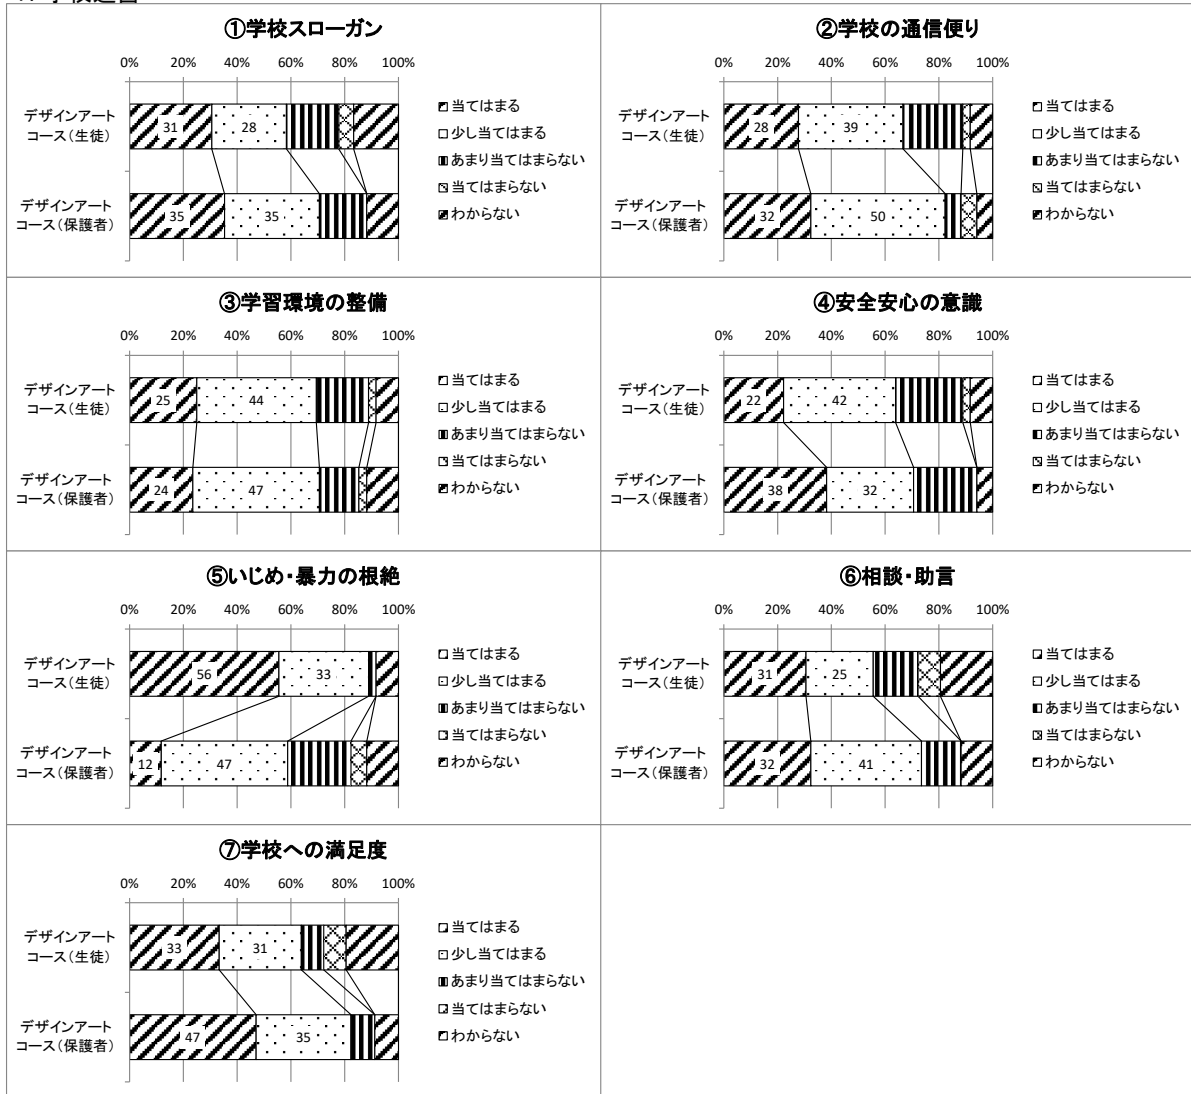 ①学校スローガン
0% 20% 40% 60% 80% 100%
デザインアート
コース(生徒)
31 28
デザインアート
コース(保護者)
35 35
当てはまる
少し当てはまる
あまり当てはまらない
当てはまらない
わからない
②学校の通信便り
0% 20% 40% 60% 80% 100%
デザインアート
コース(生徒)
28 39
デザインアート
コース(保護者)
32 50
当てはまる
少し当てはまる
あまり当てはまらない
当てはまらない
わからない
③学習環境の整備
0% 20% 40% 60% 80% 100%
デザインアート
コース(生徒)
25 44
デザインアート
コース(保護者)
24 47
当てはまる
少し当てはまる
あまり当てはまらない
当てはまらない
わからない
④安全安心の意識
0% 20% 40% 60% 80% 100%
デザインアート
コース(生徒)
22 42
デザインアート
コース(保護者)
38 32
当てはまる
少し当てはまる
あまり当てはまらない
当てはまらない
わからない
⑤いじめ・暴力の根絶
0% 20% 40% 60% 80% 100%
デザインアート
コース(生徒)
56 33
デザインアート
コース(保護者)
12 47
当てはまる
少し当てはまる
あまり当てはまらない
当てはまらない
わからない
⑥相談・助言
0% 20% 40% 60% 80% 100%
デザインアート
コース(生徒)
31 25
デザインアート
コース(保護者)
32 41
当てはまる
少し当てはまる
あまり当てはまらない
当てはまらない
わからない
⑦学校への満足度
0% 20% 40% 60% 80% 100%
デザインアート
コース(生徒)
33 31
デザインアート
コース(保護者)
47 35
当てはまる
少し当てはまる
あまり当てはまらない
当てはまらない
わからない